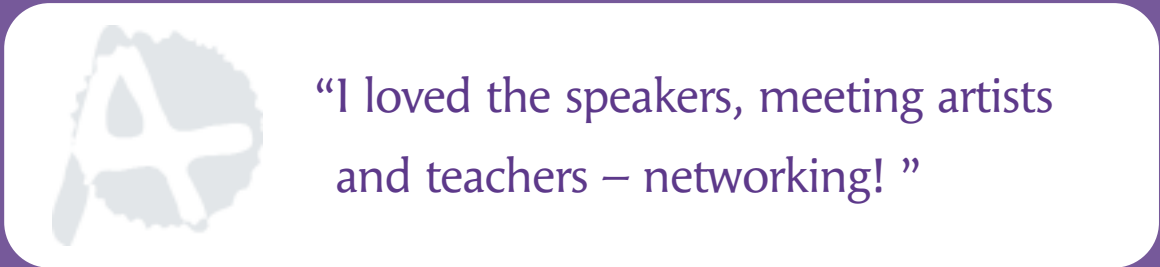 “I loved the speakers, meeting artists
and teachers – networking! ”